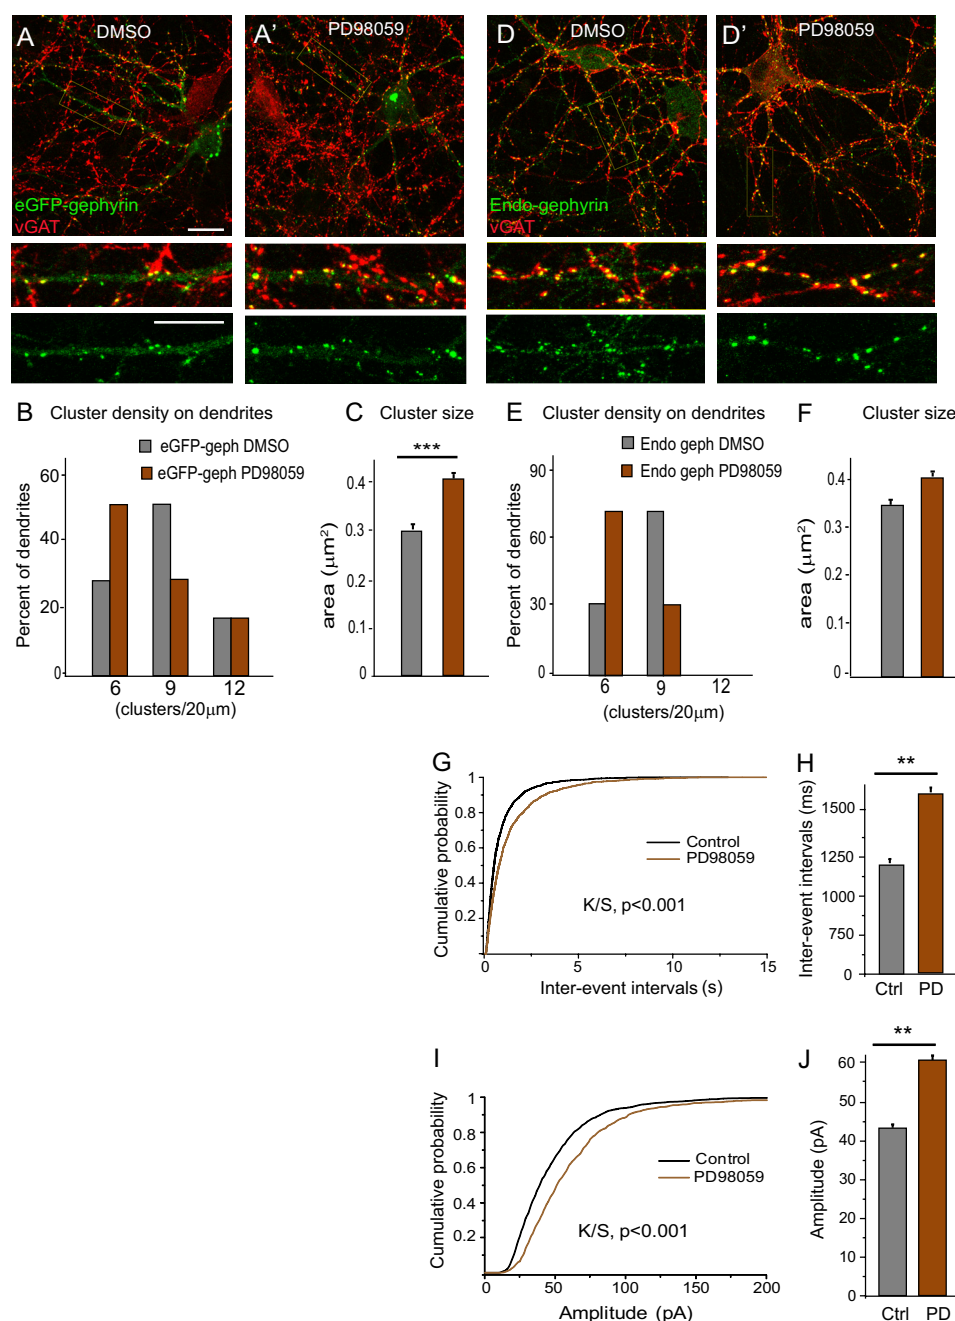 A DMSO
A' PD98059
D DMSO
D' PD98059
eGFP-gephyrin
vGAT
Endo-gephyrin
vGAT
B Cluster density on dendrites
eGFP-geph DMSO
eGFP-geph PD98059
Percent of dendrites
60
40
20
0
6 9 12
(clusters/20μm)
C Cluster size
***
area (μm²)
0.4
0.3
0.1
0
E Cluster density on dendrites
Endo geph DMSO
Endo geph PD98059
Percent of dendrites
90
60
30
0
6 9 12
(clusters/20μm)
F Cluster size
area (μm²)
0.4
0.3
0.1
0
G
Cumulative probability
1
0.8
0.6
0.4
0.2
Control
PD98059
K/S, p<0.001
0 5 10 15
Inter-event intervals (s)
H
**
Inter-event intervals (ms)
1500
1250
1000
750
0
Ctrl PD
I
Cumulative probability
1
0.8
0.6
0.4
0.2
Control
PD98059
K/S, p<0.001
0 50 100 150 200
Amplitude (pA)
J
**
Amplitude (pA)
60
50
40
30
20
10
0
Ctrl PD